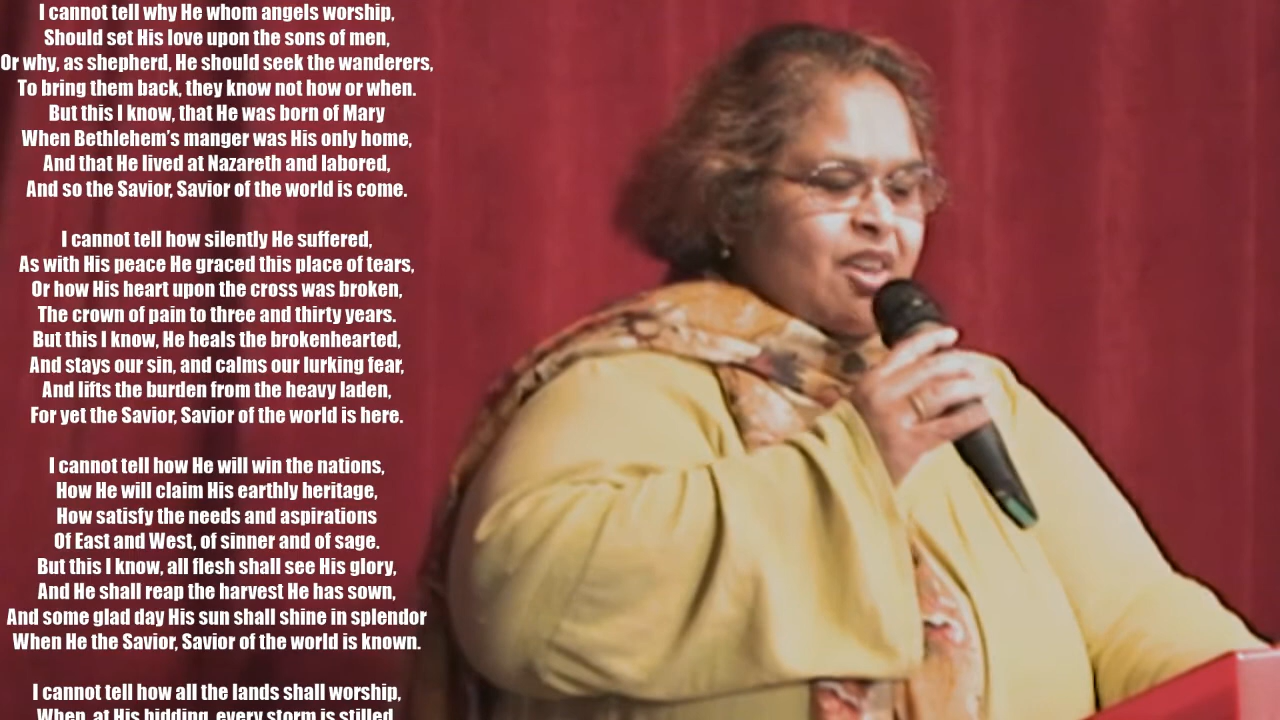 I cannot tell why He whom angels worship,
Should set His love upon the sons of men,
Or why, as shepherd, He should seek the wanderers,
To bring them back, they know not how or when.
But this I know, that He was born of Mary
When Bethlehem's manger was His only home,
And that He lived at Nazareth and labored,
And so the Savior, Savior of the world is come.
I cannot tell how silently He suffered,
As with His peace He graced this place of tears,
Or how His heart upon the cross was broken,
The crown of pain to three and thirty years.
But this I know, He heals the brokenhearted,
And stays our sin, and calms our lurking fear,
And lifts the burden from the heavy laden,
For yet the Savior, Savior of the world is here.
I cannot tell how He will win the nations,
How He will claim His earthly heritage,
How satisfy the needs and aspirations
Of East and West, of sinner and of sage.
But this I know, all flesh shall see His glory,
And He shall reap the harvest He has sown,
And some glad day His sun shall shine in splendor
When He the Savior, Savior of the world is known.
I cannot tell how all the lands shall worship,
When, at His bidding, every storm is stilled,